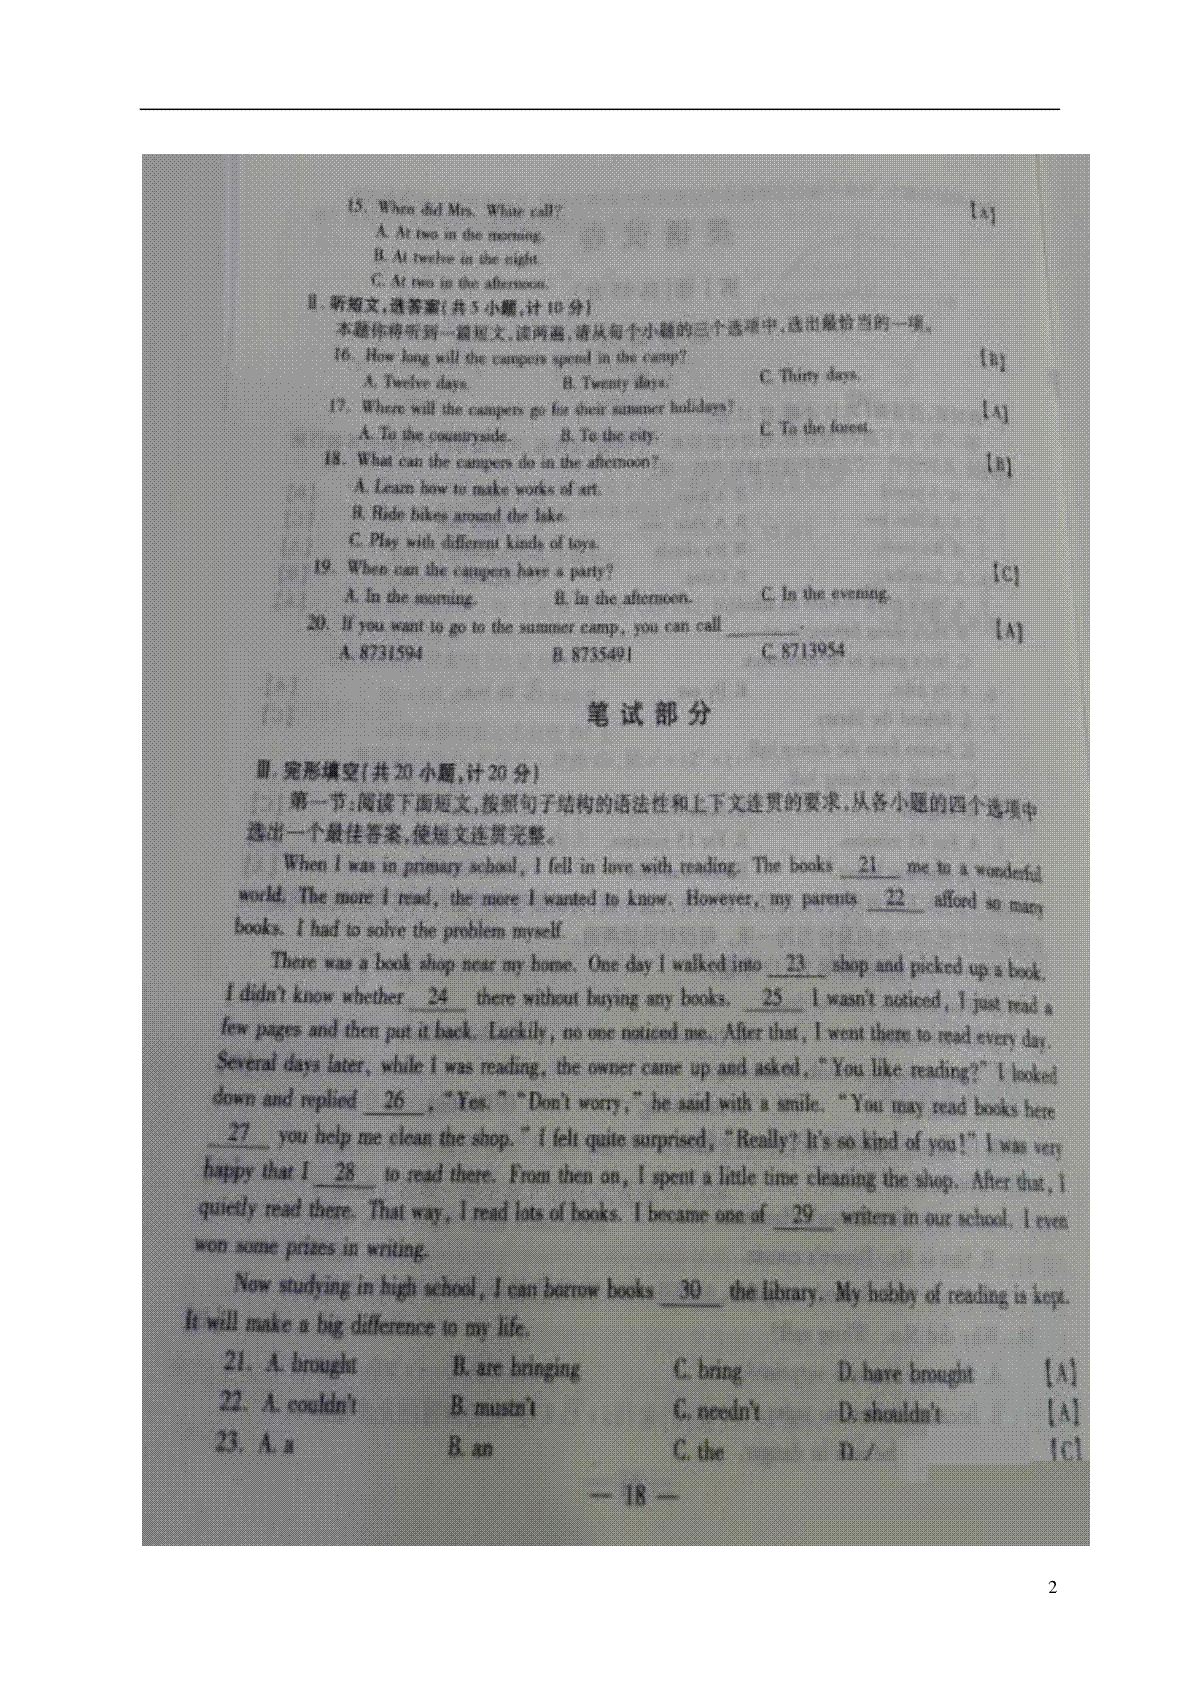 15. When did Mrs. White call? 【A】
A. At two in the morning.
B. At twelve in the night.
C. At two in the afternoon.
Ⅱ. 听短文,选答案(共5小题,计10分)
本题你将听到一篇短文,读两遍,请从每个小题的三个选项中,选出最恰当的一项。
16. How long will the campers spend in the camp? 【B】
A. Twelve days. B. Twenty days. C. Thirty days.
17. Where will the campers go for their summer holidays? 【A】
A. To the countryside. B. To the city. C. To the forest.
18. What can the campers do in the afternoon? 【B】
A. Learn how to make works of art.
B. Ride bikes around the lake.
C. Play with different kinds of toys.
19. When can the campers have a party? 【C】
A. In the morning. B. In the afternoon. C. In the evening.
20. If you want to go to the summer camp, you can call ________. 【A】
A. 8731594 B. 8735491 C. 8713954
笔试部分
Ⅲ. 完形填空(共20小题,计20分)
第一节:阅读下面短文,按照句子结构的语法性和上下文连贯的要求,从各小题的四个选项中
选出一个最佳答案,使短文连贯完整。
When I was in primary school, I fell in love with reading. The books 21 me to a wonderful
world. The more I read, the more I wanted to know. However, my parents 22 afford so many
books. I had to solve the problem myself.
There was a book shop near my home. One day I walked into 23 shop and picked up a book.
I didn't know whether 24 there without buying any books. 25 I wasn't noticed, I just read a
few pages and then put it back. Luckily, no one noticed me. After that, I went there to read every day.
Several days later, while I was reading, the owner came up and asked, "You like reading?" I looked
down and replied 26 , "Yes." "Don't worry," he said with a smile. "You may read books here
27 you help me clean the shop." I felt quite surprised, "Really? It's so kind of you!" I was very
happy that I 28 to read there. From then on, I spent a little time cleaning the shop. After that, I
quietly read there. That way, I read lots of books. I became one of 29 writers in our school. I even
won some prizes in writing.
Now studying in high school, I can borrow books 30 the library. My hobby of reading is kept.
It will make a big difference to my life.
21. A. brought B. are bringing C. bring D. have brought 【A】
22. A. couldn't B. mustn't C. needn't D. shouldn't 【A】
23. A. a B. an C. the D. / 【C】
— 18 —
2